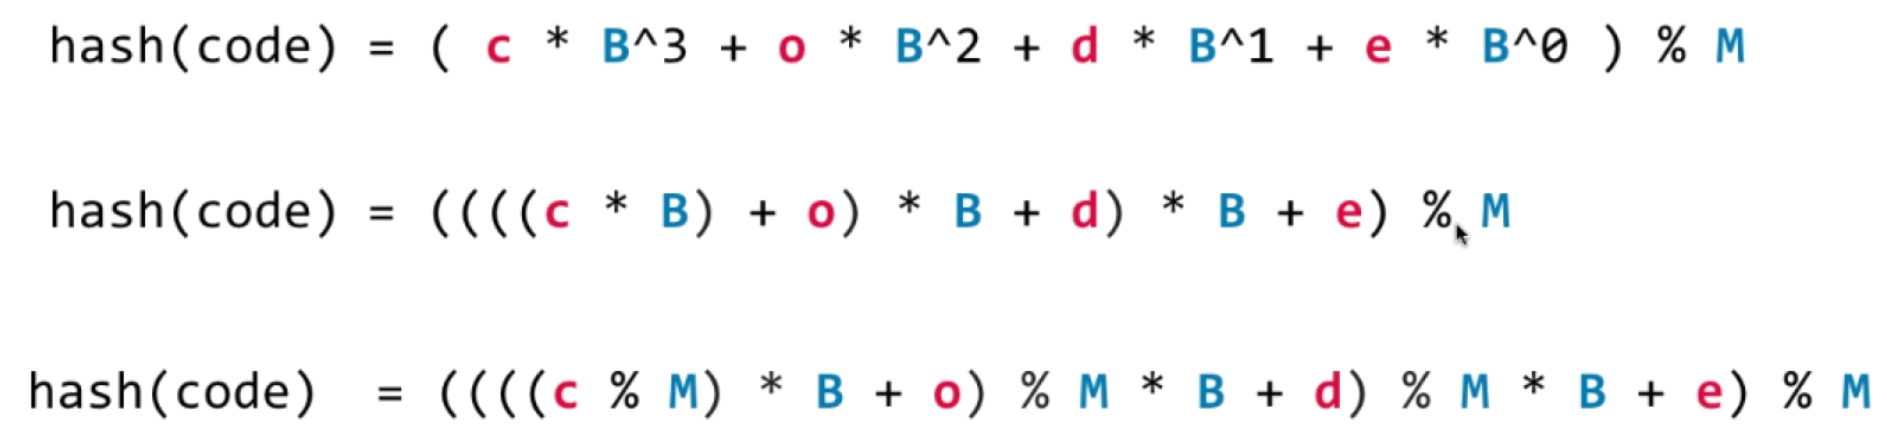 hash(code) = ( c * B^3 + o * B^2 + d * B^1 + e * B^0 ) % M
hash(code) = ((((c * B) + o) * B + d) * B + e) % M
hash(code) = ((((c % M) * B + o) % M * B + d) % M * B + e) % M